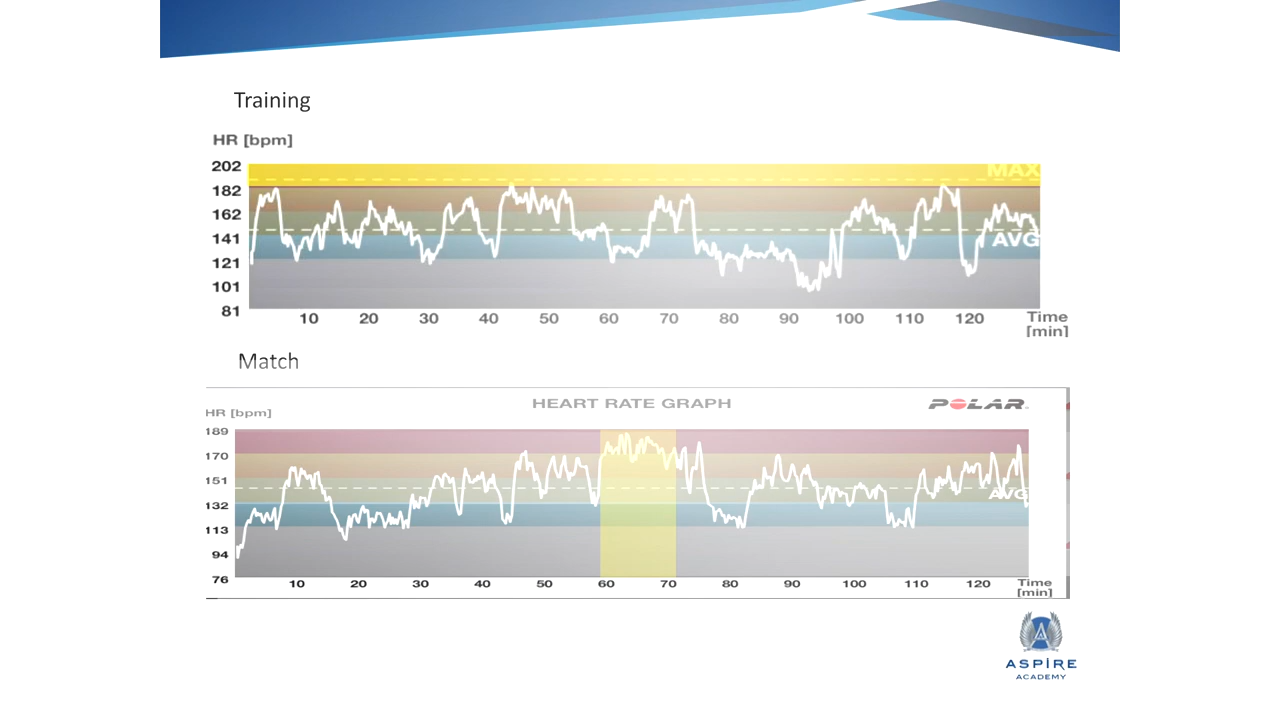 Training
HR [bpm]
MAX
202
182
162
141
AVG
121
101
81
10 20 30 40 50 60 70 80 90 100 110 120 Time
[min]
Match
HEART RATE GRAPH
POLAR
HR [bpm]
189
170
151
AVG
132
113
94
76
10 20 30 40 50 60 70 80 90 100 110 120 Time
[min]
ASPIRE
ACADEMY